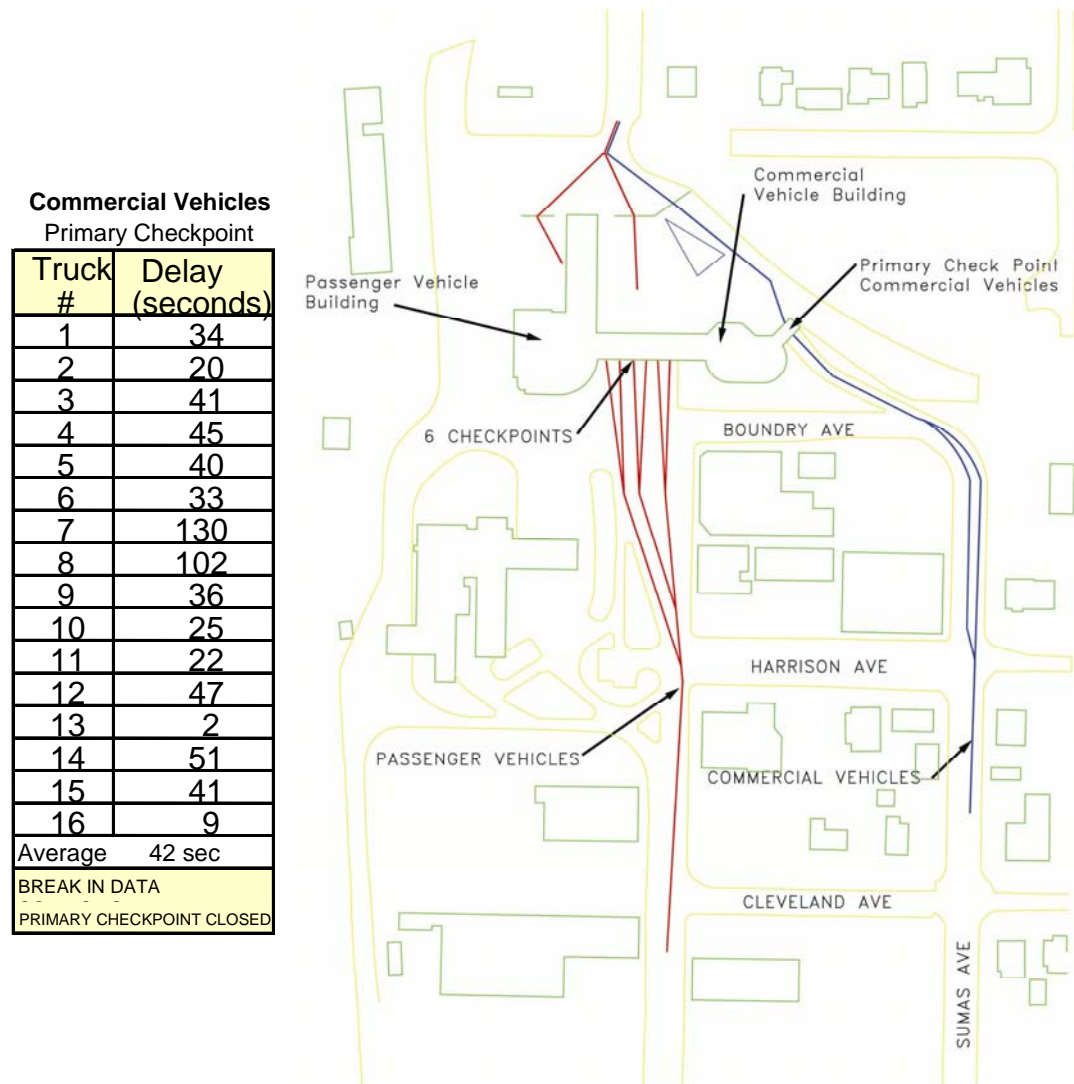 Commercial Vehicles
Primary Checkpoint
Truck # Delay (seconds)
1 34
2 20
3 41
4 45
5 40
6 33
7 130
8 102
9 36
10 25
11 22
12 47
13 2
14 51
15 41
16 9
Average 42 sec
BREAK IN DATA
PRIMARY CHECKPOINT CLOSED
Commercial
Vehicle Building
Passenger Vehicle
Building
Primary Check Point
Commercial Vehicles
6 CHECKPOINTS
BOUNDRY AVE
HARRISON AVE
PASSENGER VEHICLES
COMMERCIAL VEHICLES
CLEVELAND AVE
SUMAS AVE